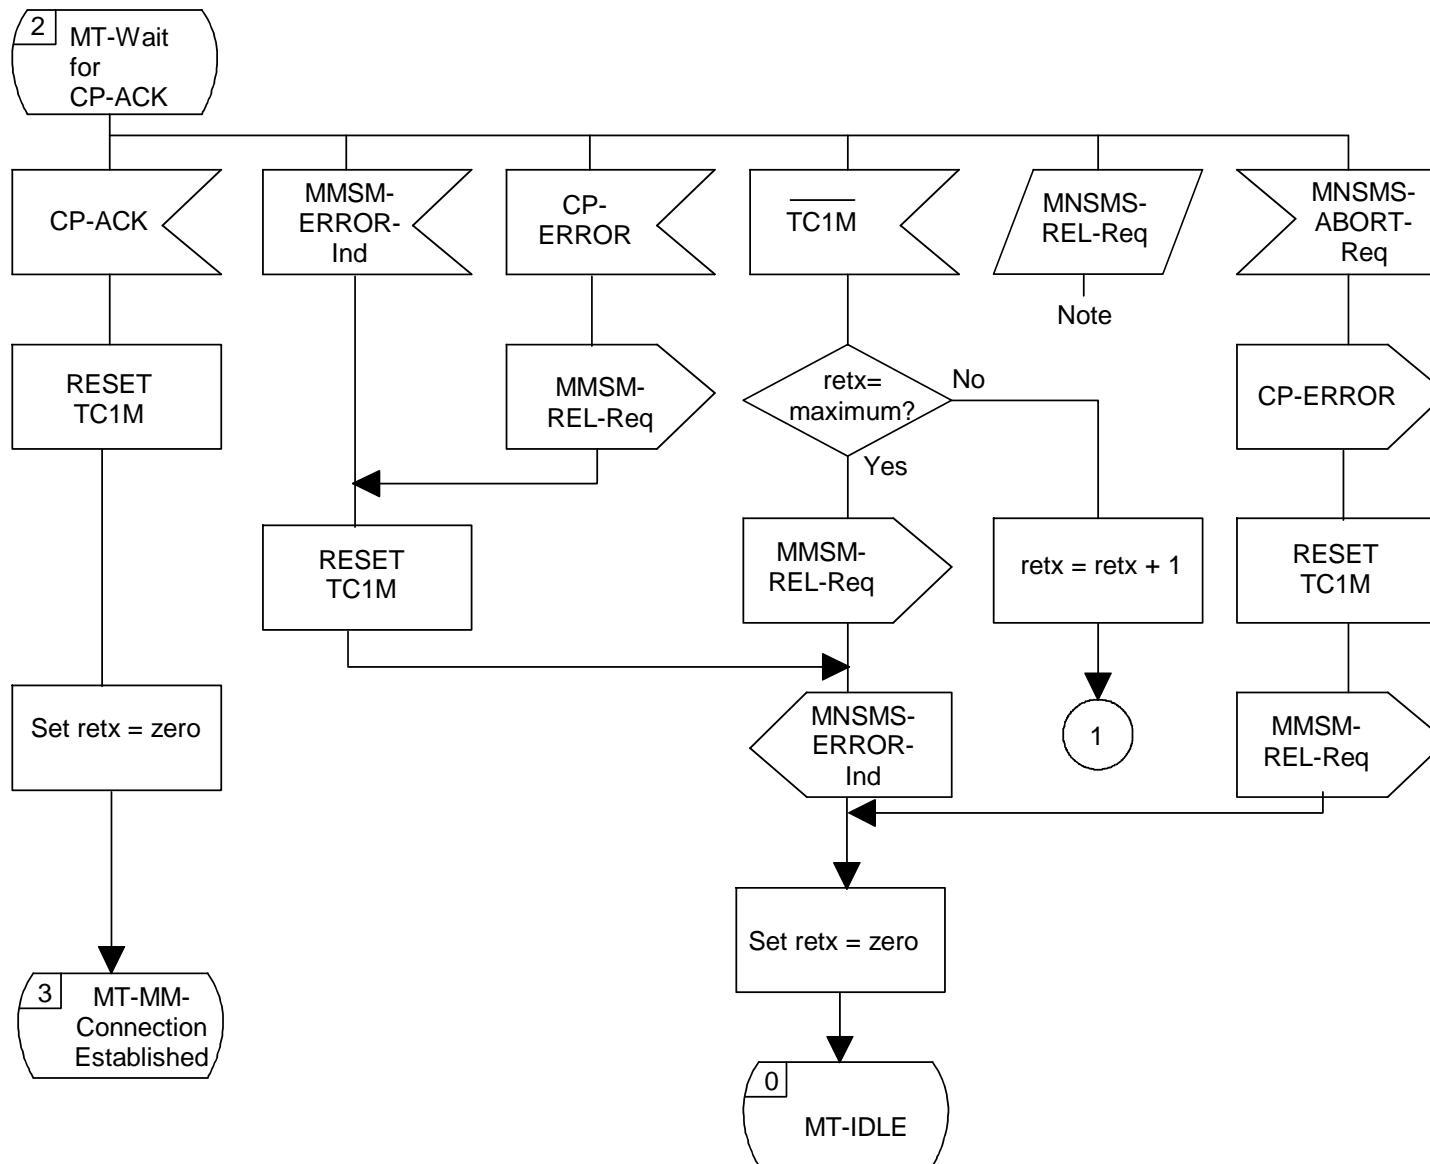 2
MT-Wait
for
CP-ACK
CP-ACK
MMSM-
ERROR-
Ind
CP-
ERROR
TC1M
MNSMS-
REL-Req
MNSMS-
ABORT-
Req
Note
RESET
TC1M
MMSM-
REL-Req
retx=
maximum?
No
Yes
CP-ERROR
RESET
TC1M
MMSM-
REL-Req
retx = retx + 1
RESET
TC1M
Set retx = zero
MNSMS-
ERROR-
Ind
1
MMSM-
REL-Req
Set retx = zero
3
MT-MM-
Connection
Established
0
MT-IDLE